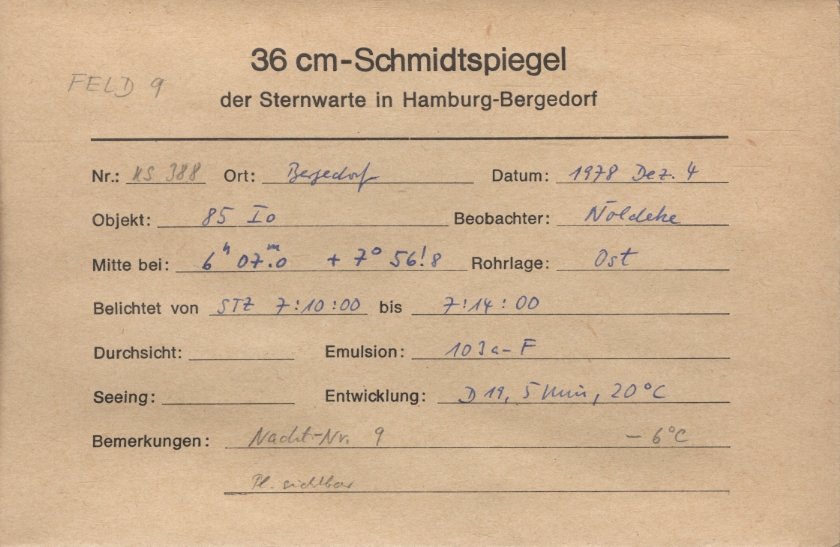 36 cm-Schmidtspiegel
FELD 9
der Sternwarte in Hamburg-Bergedorf
Nr.: HS 388 Ort: Bergedorf Datum: 1978 Dez. 4
Objekt: 85 Io Beobachter: Nöldeke
Mitte bei: 6ʰ 07ᵐ.0 + 7° 56!8 Rohrlage: Ost
Belichtet von STZ 7:10:00 bis 7:14:00
Durchsicht: Emulsion: 103a-F
Seeing: Entwicklung: D 19, 5 Min, 20°C
Bemerkungen: Nacht-Nr. 9 - 6°C
Pl. sichtbar